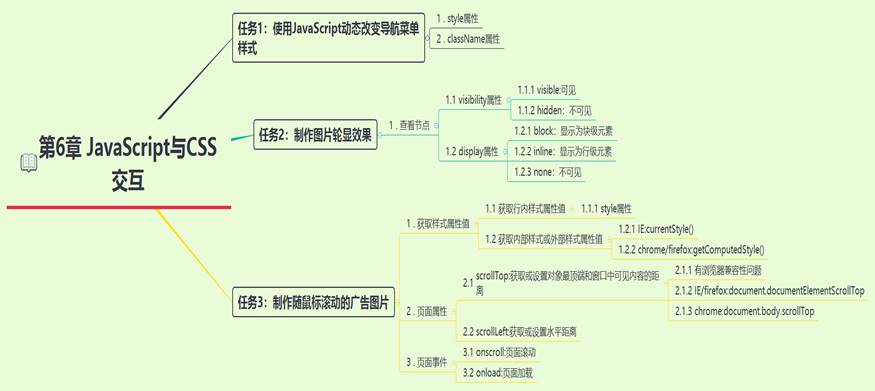 第6章 JavaScript与CSS
交互
任务1：使用JavaScript动态改变导航菜单
样式
1 . style属性
2 . className属性
任务2：制作图片轮显效果
1 . 查看节点
1.1 visibility属性
1.1.1 visible:可见
1.1.2 hidden：不可见
1.2 display属性
1.2.1 block：显示为块级元素
1.2.2 inline：显示为行级元素
1.2.3 none：不可见
任务3：制作随鼠标滚动的广告图片
1 . 获取样式属性值
1.1 获取行内样式属性值
1.1.1 style属性
1.2 获取内部样式或外部样式属性值
1.2.1 IE:currentStyle()
1.2.2 chrome/firefox:getComputedStyle()
2 . 页面属性
2.1 scrollTop:获取或设置对象最顶端和窗口中可见内容的距
离
2.1.1 有浏览器兼容性问题
2.1.2 IE/firefox:document.documentElementScrollTop
2.1.3 chrome:document.body.scrollTop
2.2 scrollLeft:获取或设置水平距离
3 . 页面事件
3.1 onscroll:页面滚动
3.2 onload:页面加载